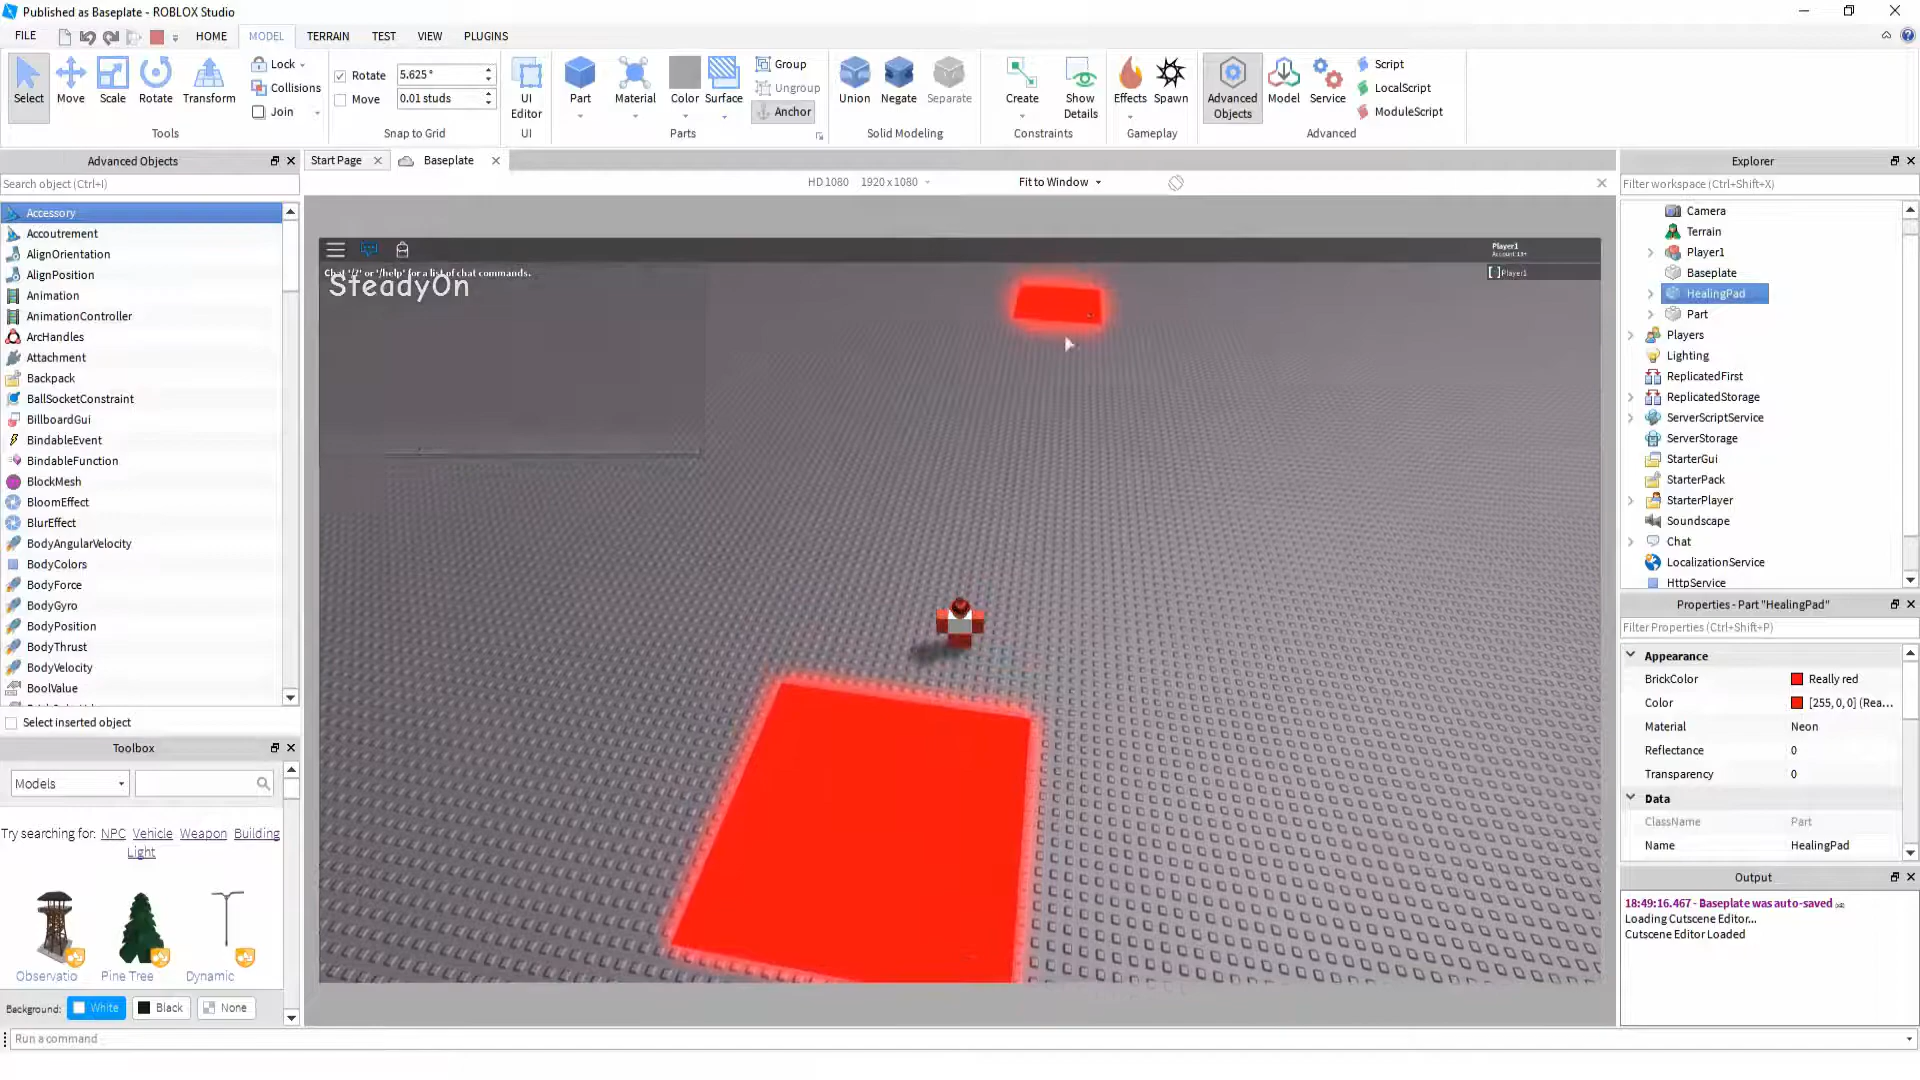 Published as Baseplate - ROBLOX Studio
FILE HOME MODEL TERRAIN TEST VIEW PLUGINS
Select Move Scale Rotate Transform
Lock
Collisions
Join
Tools
Rotate 5.625°
Move 0.01 studs
Snap to Grid
UI Editor
UI
Part Material Color Surface
Group
Ungroup
Anchor
Parts
Union Negate Separate
Solid Modeling
Create Show Details
Constraints
Effects Spawn
Gameplay
Advanced Objects Model Service
Script
LocalScript
ModuleScript
Advanced
Advanced Objects
Search object (Ctrl+I)
Accessory
Accoutrement
AlignOrientation
AlignPosition
Animation
AnimationController
ArcHandles
Attachment
Backpack
BallSocketConstraint
BillboardGui
BindableEvent
BindableFunction
BlockMesh
BloomEffect
BlurEffect
BodyAngularVelocity
BodyColors
BodyForce
BodyGyro
BodyPosition
BodyThrust
BodyVelocity
BoolValue
Select inserted object
Toolbox
Models
Try searching for: NPC Vehicle Weapon Building
Light
Observatio Pine Tree Dynamic
Background: White Black None
Run a command
Start Page Baseplate
HD 1080 1920 x 1080 Fit to Window
Chat '/?' or '/help' for a list of chat commands.
SteadyOn
Player1
Account 13+
Player1
Explorer
Filter workspace (Ctrl+Shift+X)
Camera
Terrain
Player1
Baseplate
HealingPad
Part
Players
Lighting
ReplicatedFirst
ReplicatedStorage
ServerScriptService
ServerStorage
StarterGui
StarterPack
StarterPlayer
Soundscape
Chat
LocalizationService
HttpService
Properties - Part "HealingPad"
Filter Properties (Ctrl+Shift+P)
Appearance
BrickColor Really red
Color [255, 0, 0] (Rea...
Material Neon
Reflectance 0
Transparency 0
Data
ClassName Part
Name HealingPad
Output
18:49:16.467 - Baseplate was auto-saved
Loading Cutscene Editor...
Cutscene Editor Loaded